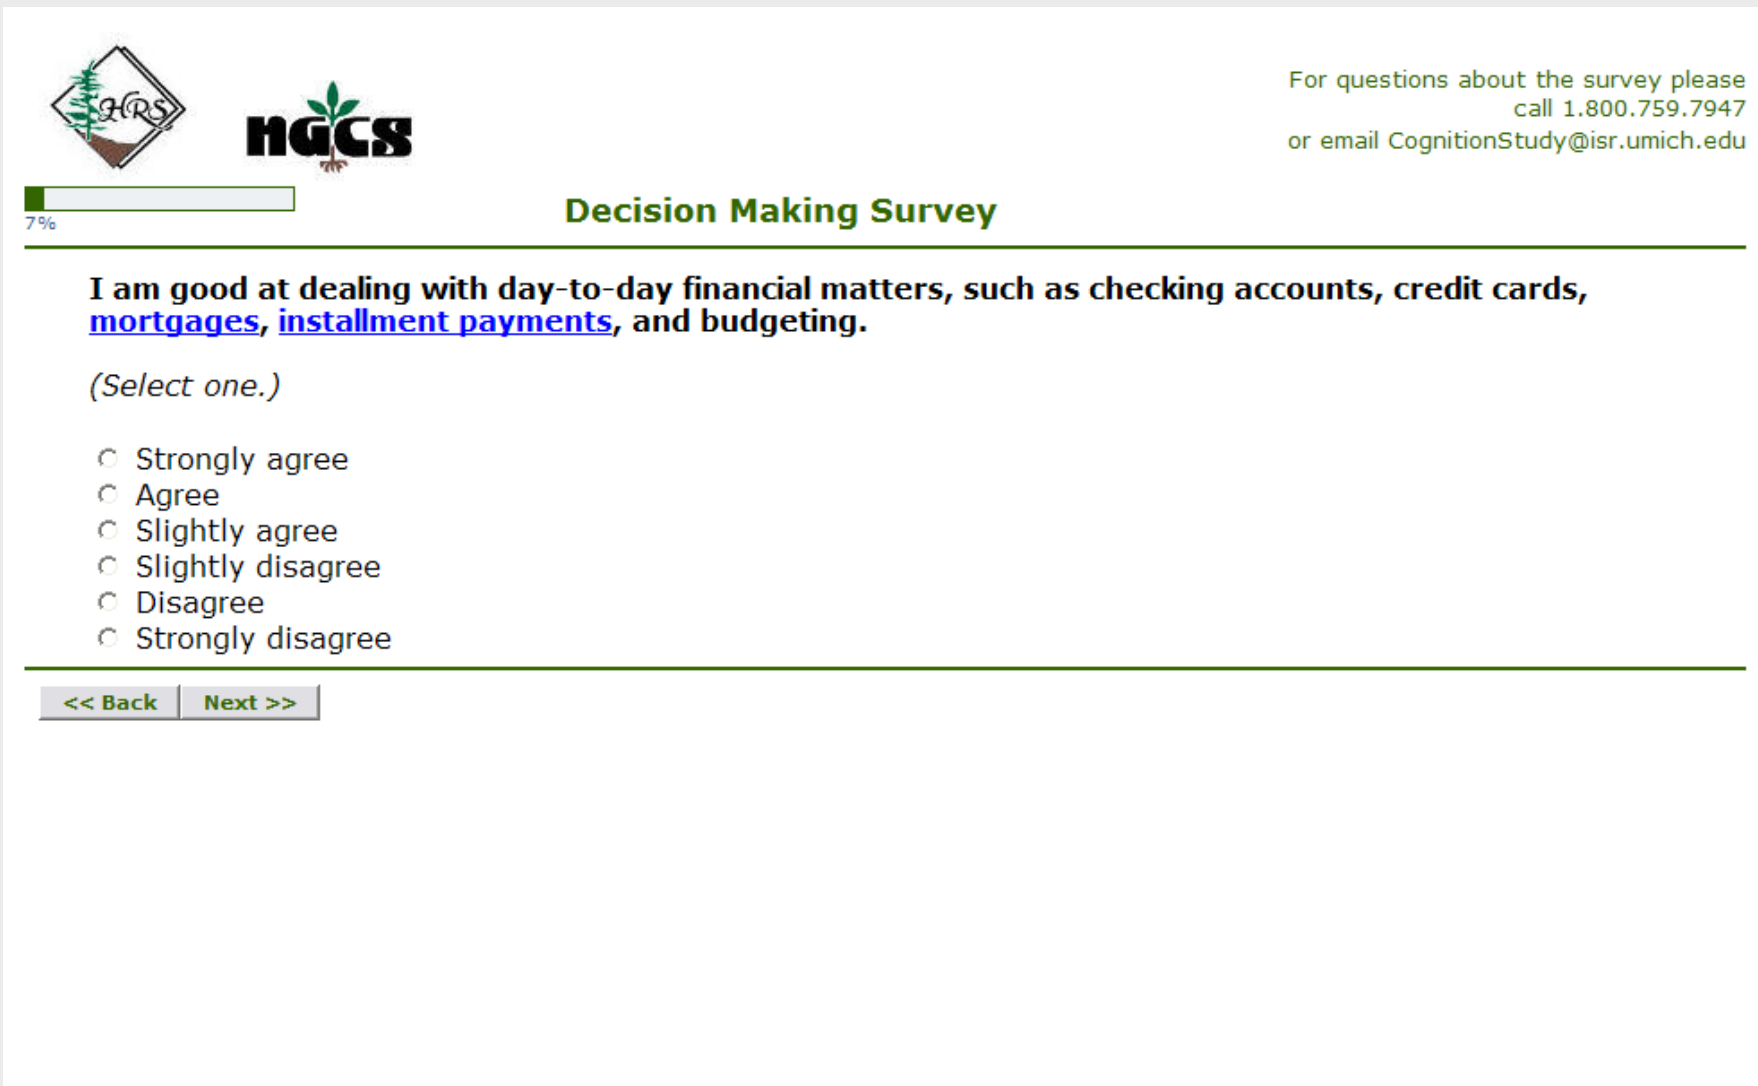 HRS
NGCS
For questions about the survey please
call 1.800.759.7947
or email CognitionStudy@isr.umich.edu
7%
Decision Making Survey
I am good at dealing with day-to-day financial matters, such as checking accounts, credit cards,
mortgages, installment payments, and budgeting.
(Select one.)
Strongly agree
Agree
Slightly agree
Slightly disagree
Disagree
Strongly disagree
<< Back Next >>